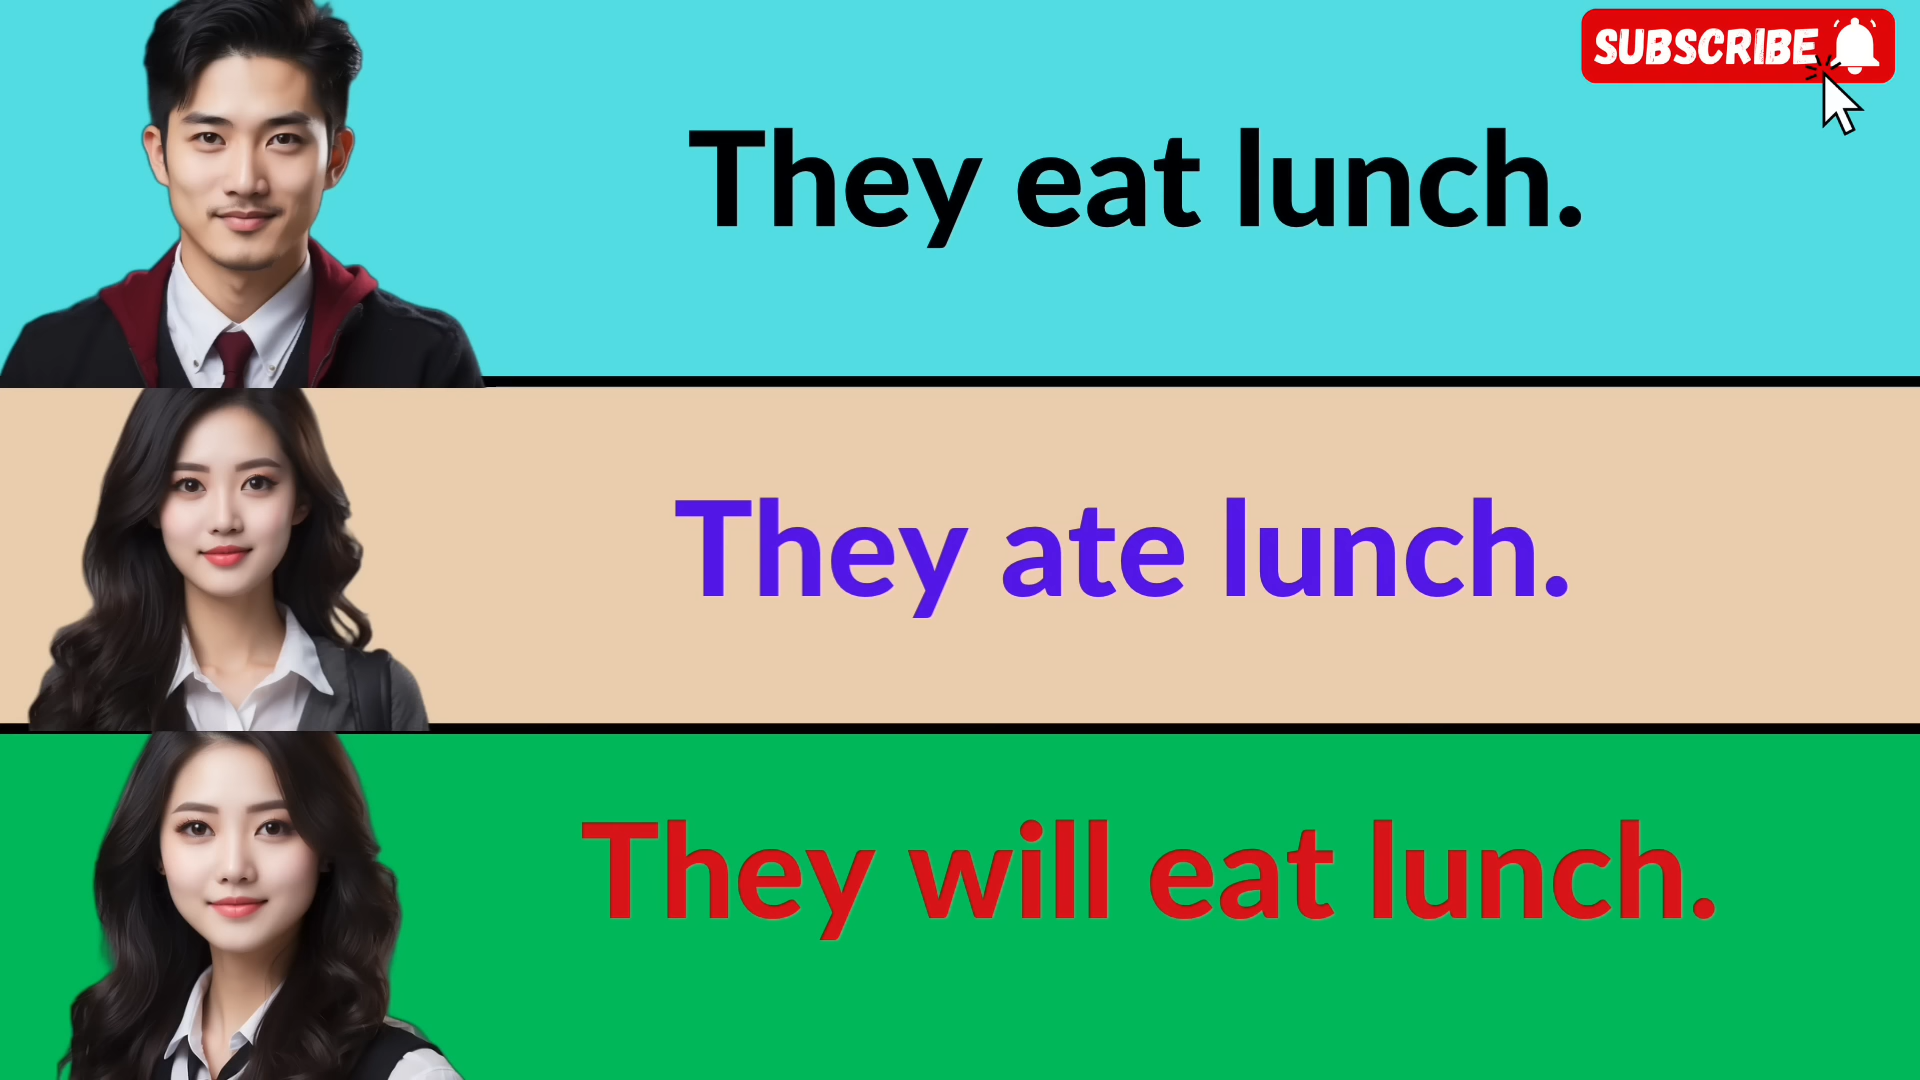 SUBSCRIBE
They eat lunch.
They ate lunch.
They will eat lunch.